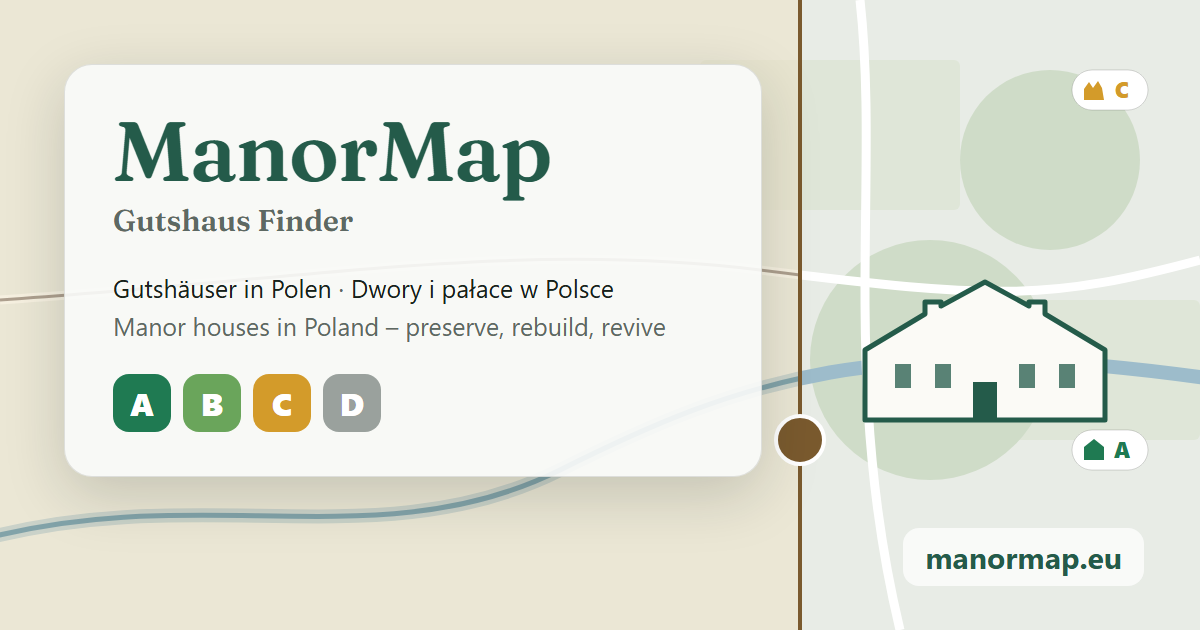 ManorMap
Gutshaus Finder
Gutshäuser in Polen · Dwory i pałace w Polsce
Manor houses in Poland – preserve, rebuild, revive
A B C D
C
A
manormap.eu